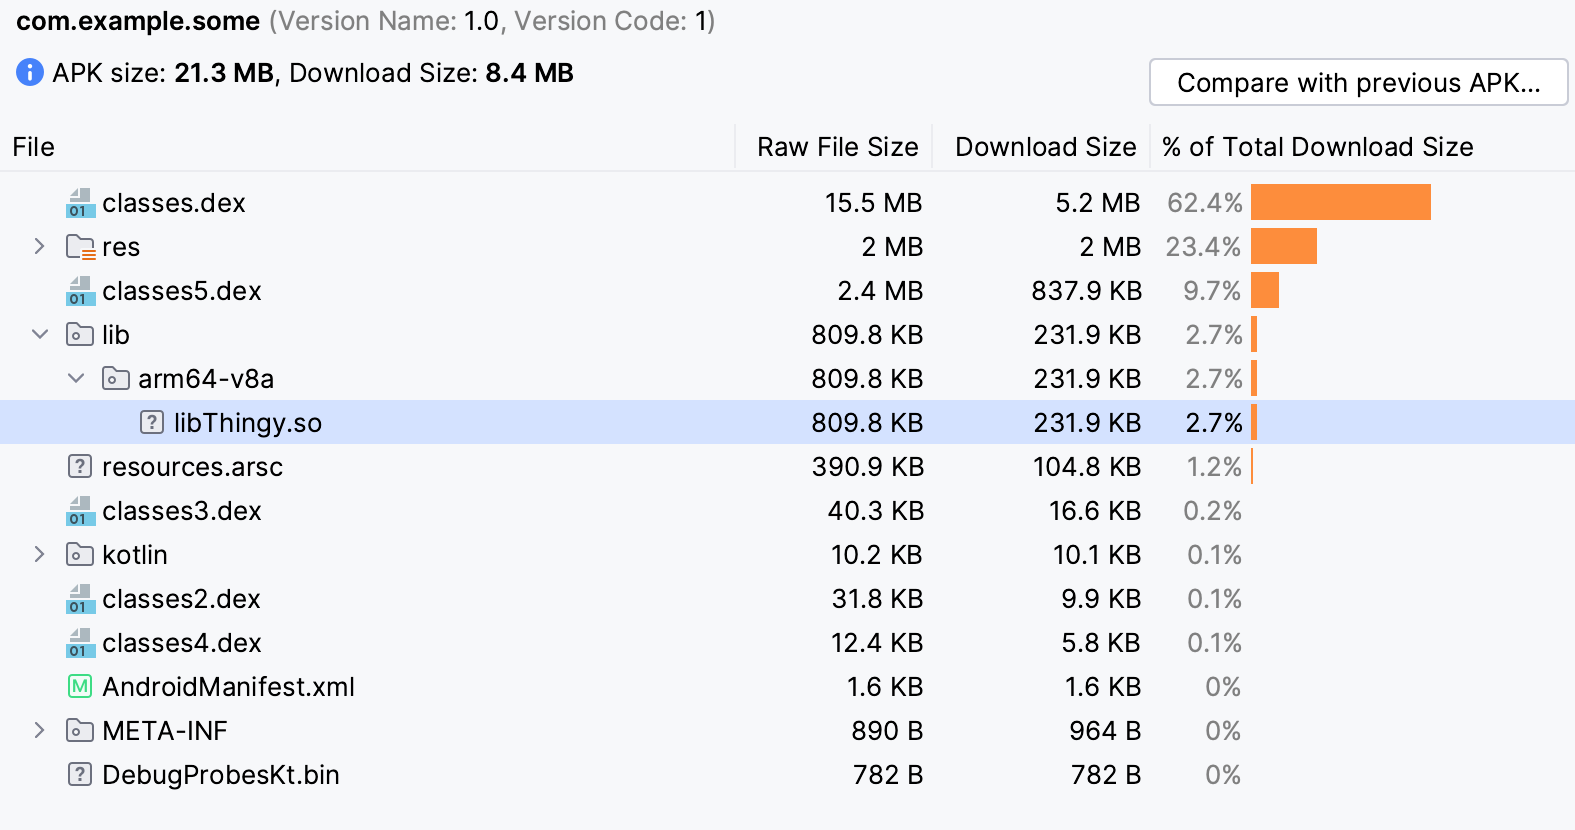 com.example.some (Version Name: 1.0, Version Code: 1)
APK size: 21.3 MB, Download Size: 8.4 MB
Compare with previous APK...
File Raw File Size Download Size % of Total Download Size
01 classes.dex 15.5 MB 5.2 MB 62.4%
res 2 MB 2 MB 23.4%
01 classes5.dex 2.4 MB 837.9 KB 9.7%
lib 809.8 KB 231.9 KB 2.7%
arm64-v8a 809.8 KB 231.9 KB 2.7%
? libThingy.so 809.8 KB 231.9 KB 2.7%
? resources.arsc 390.9 KB 104.8 KB 1.2%
01 classes3.dex 40.3 KB 16.6 KB 0.2%
kotlin 10.2 KB 10.1 KB 0.1%
01 classes2.dex 31.8 KB 9.9 KB 0.1%
01 classes4.dex 12.4 KB 5.8 KB 0.1%
M AndroidManifest.xml 1.6 KB 1.6 KB 0%
META-INF 890 B 964 B 0%
? DebugProbesKt.bin 782 B 782 B 0%